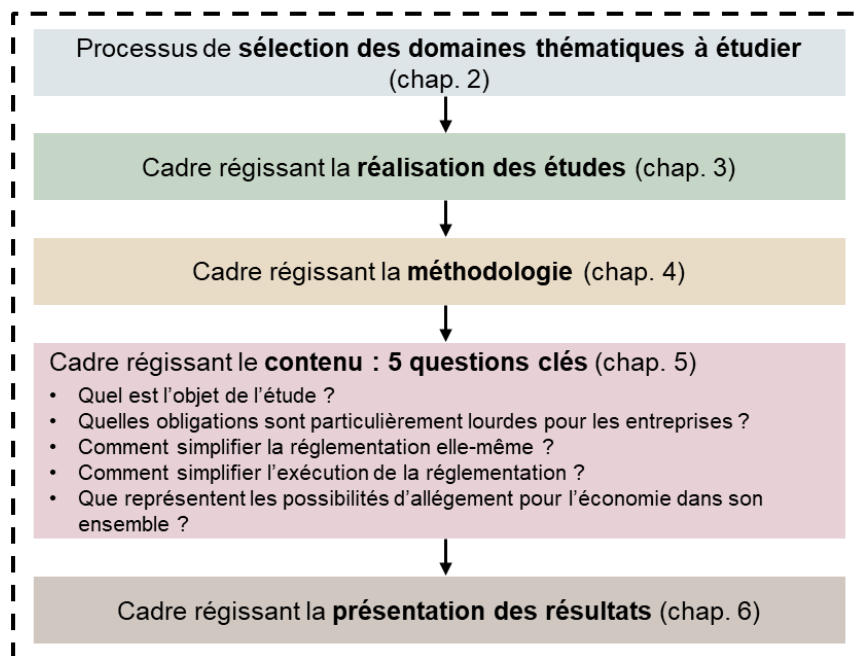 Processus de sélection des domaines thématiques à étudier
(chap. 2)
Cadre régissant la réalisation des études (chap. 3)
Cadre régissant la méthodologie (chap. 4)
Cadre régissant le contenu : 5 questions clés (chap. 5)
• Quel est l’objet de l’étude ?
• Quelles obligations sont particulièrement lourdes pour les entreprises ?
• Comment simplifier la réglementation elle-même ?
• Comment simplifier l’exécution de la réglementation ?
• Que représentent les possibilités d’allégement pour l’économie dans son
ensemble ?
Cadre régissant la présentation des résultats (chap. 6)